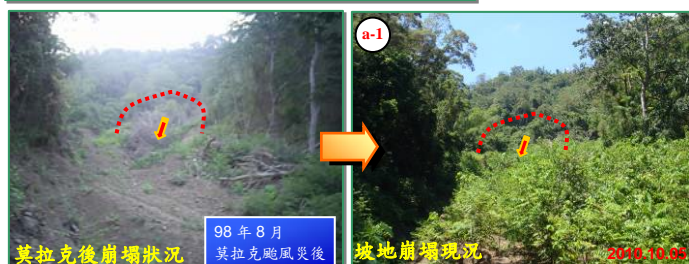 98 年 8 月
莫拉克颱風災後
莫拉克後崩塌狀況
a-1
坡地崩塌現況
2010.10.05